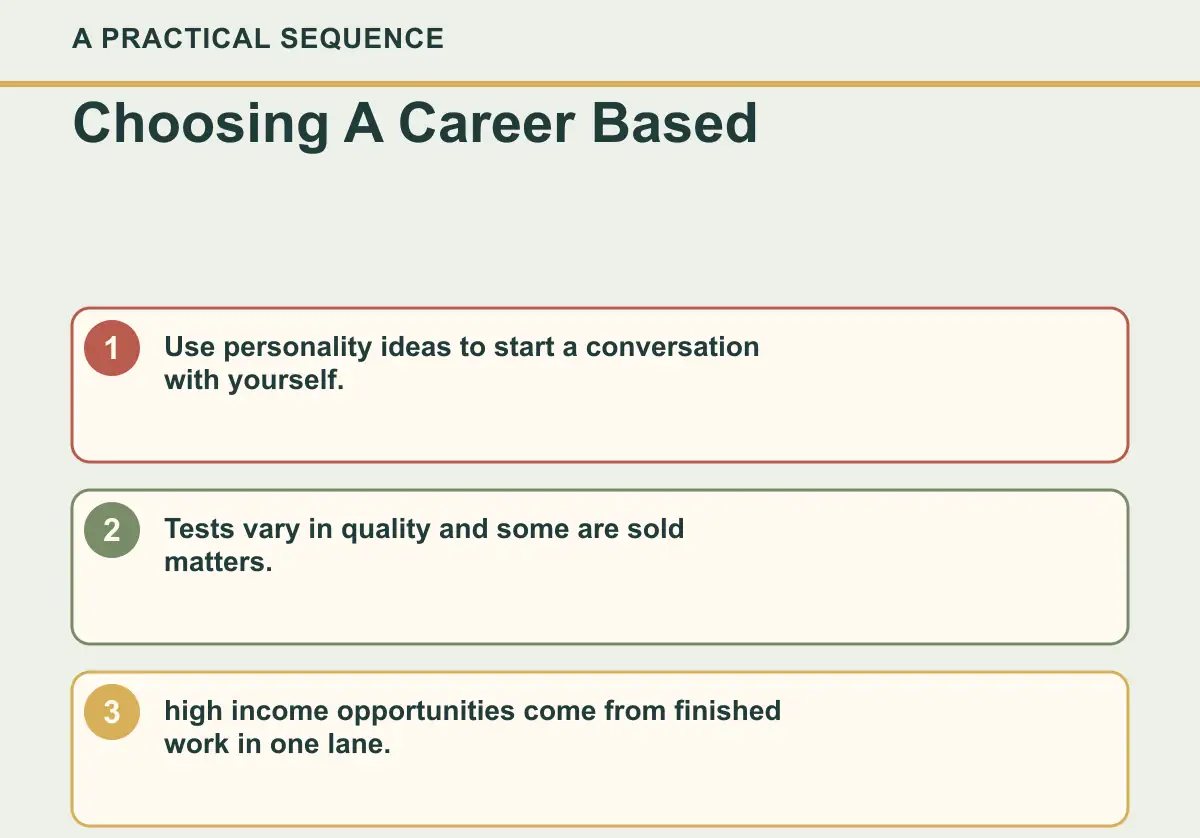 A PRACTICAL SEQUENCE
Choosing A Career Based
1
Use personality ideas to start a conversation
with yourself.
2
Tests vary in quality and some are sold
matters.
3
high income opportunities come from finished
work in one lane.